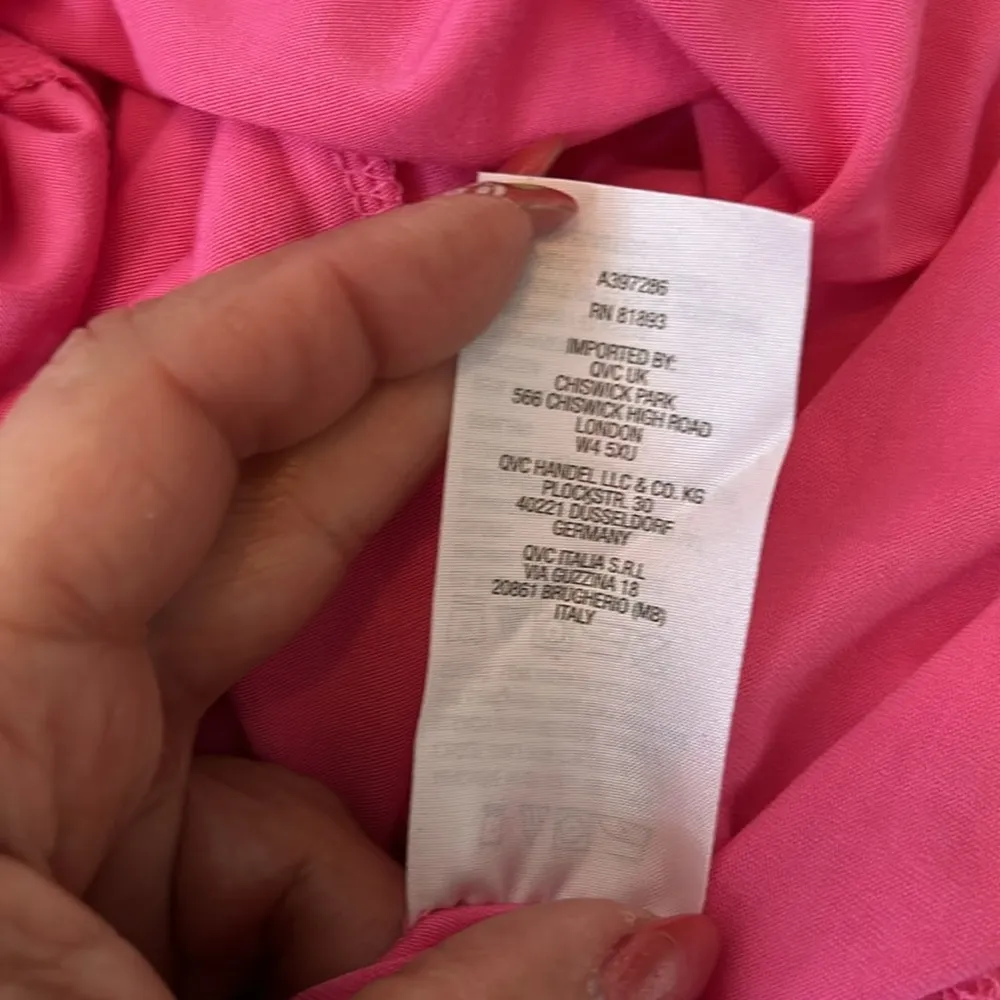 A397286
RN 81893
IMPORTED BY:
QVC UK
CHISWICK PARK
566 CHISWICK HIGH ROAD
LONDON
W4 5XU
QVC HANDEL LLC & CO. KG
PLOCKSTR. 30
40221 DÜSSELDORF
GERMANY
QVC ITALIA S.R.L
VIA GUZZINA 18
20861 BRUGHERIO (MB)
ITALY